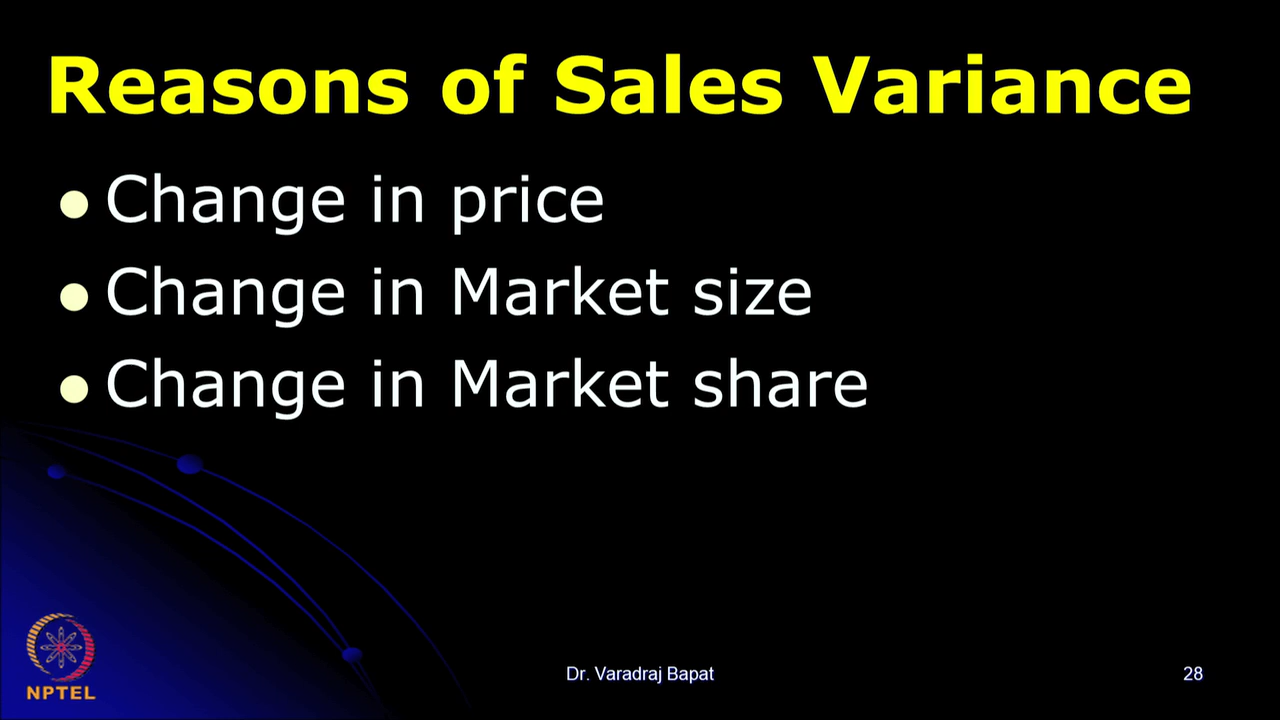 Reasons of Sales Variance
Change in price
Change in Market size
Change in Market share
NPTEL
Dr. Varadraj Bapat
28